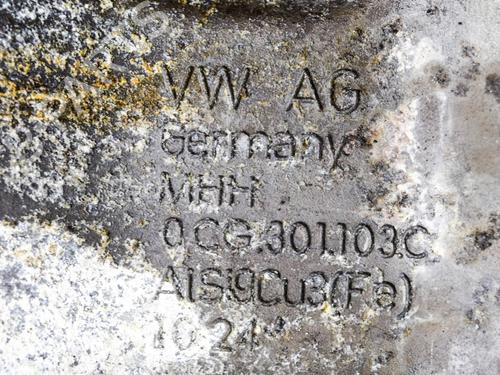 VW AG
Germany
MHH
0CG.301.103.C
AlSi9Cu3(Fe)
10 24